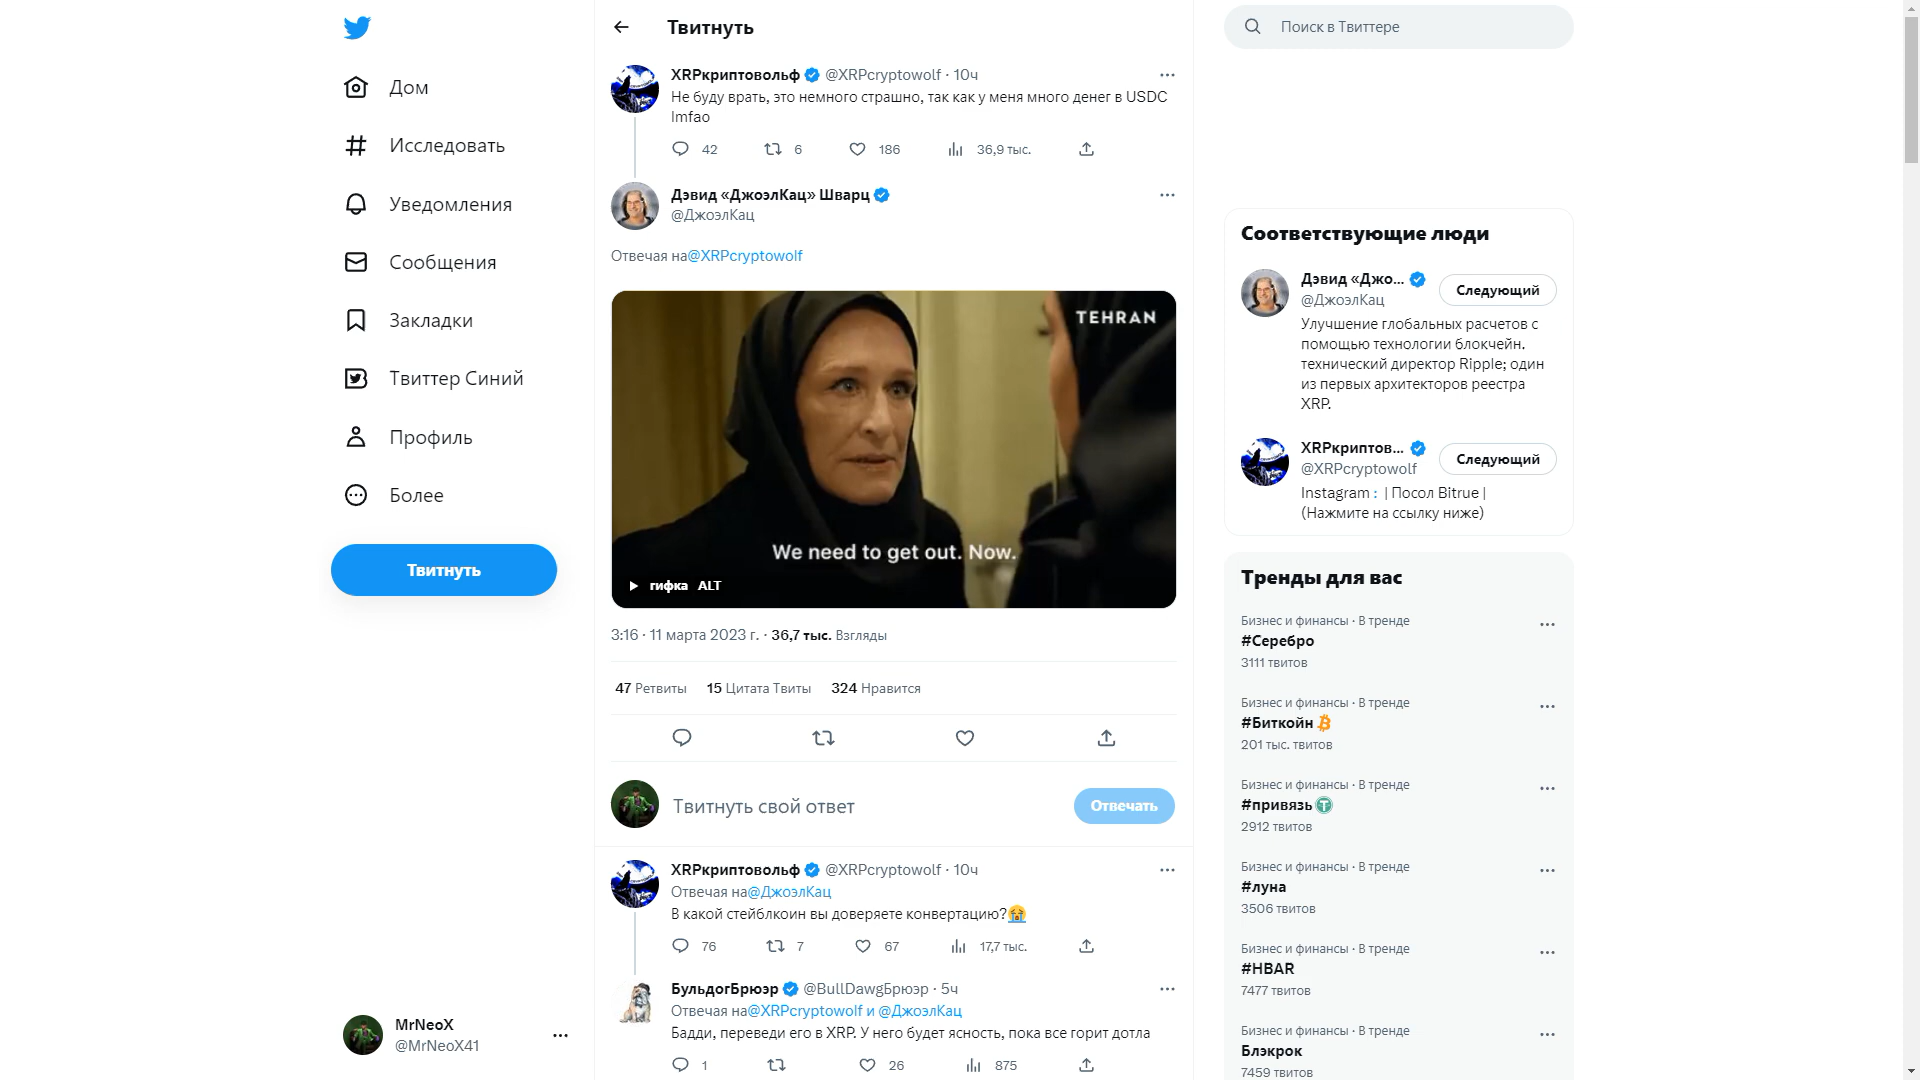 Дом
Исследовать
Уведомления
Сообщения
Закладки
Твиттер Синий
Профиль
Более
Твитнуть
MrNeoX
@MrNeoX41
Твитнуть
XRPкриптовольф @XRPcryptowolf · 10ч
Не буду врать, это немного страшно, так как у меня много денег в USDC
lmfao
42 6 186 36,9 тыс.
Дэвид «ДжоэлКац» Шварц
@ДжоэлКац
Отвечая на@XRPcryptowolf
TEHRAN
We need to get out. Now.
гифка ALT
3:16 · 11 марта 2023 г. · 36,7 тыс. Взгляды
47 Ретвиты 15 Цитата Твиты 324 Нравится
Твитнуть свой ответ
Отвечать
XRPкриптовольф @XRPcryptowolf · 10ч
Отвечая на@ДжоэлКац
В какой стейблкоин вы доверяете конвертацию?😭
76 7 67 17,7 тыс.
БульдогБрюэр @BullDawgБрюэр · 5ч
Отвечая на@XRPcryptowolf и @ДжоэлКац
Бадди, переведи его в XRP. У него будет ясность, пока все горит дотла
1 26 875
Поиск в Твиттере
Соответствующие люди
Дэвид «Джо...
@ДжоэлКац
Следующий
Улучшение глобальных расчетов с
помощью технологии блокчейн.
технический директор Ripple; один
из первых архитекторов реестра
XRP.
XRPкриптов...
@XRPcryptowolf
Следующий
Instagram : | Посол Bitrue |
(Нажмите на ссылку ниже)
Тренды для вас
Бизнес и финансы · В тренде
#Серебро
3111 твитов
Бизнес и финансы · В тренде
#Биткойн
201 тыс. твитов
Бизнес и финансы · В тренде
#привязь
2912 твитов
Бизнес и финансы · В тренде
#луна
3506 твитов
Бизнес и финансы · В тренде
#HBAR
7477 твитов
Бизнес и финансы · В тренде
Блэкрок
7459 твитов